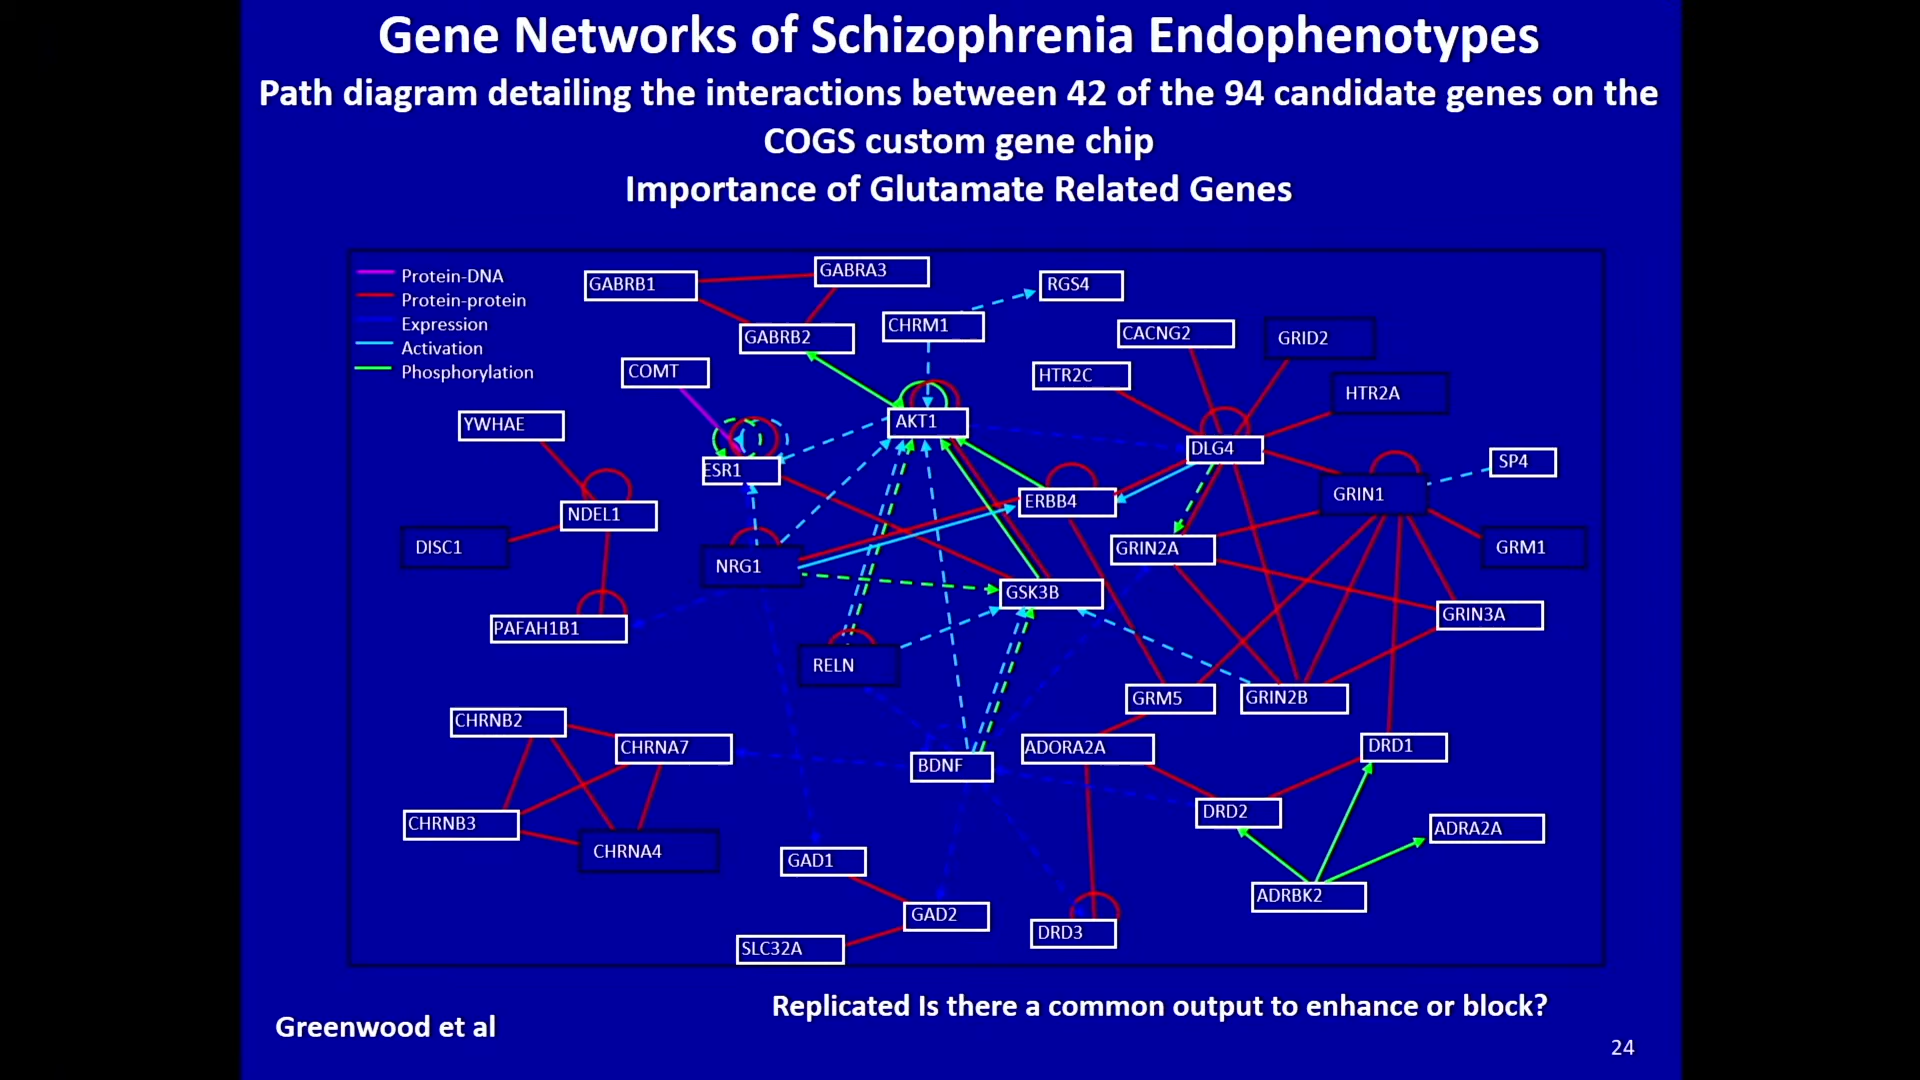 Gene Networks of Schizophrenia Endophenotypes
Path diagram detailing the interactions between 42 of the 94 candidate genes on the
COGS custom gene chip
Importance of Glutamate Related Genes
Protein-DNA
Protein-protein
Expression
Activation
Phosphorylation
GABRB1
GABRA3
RGS4
GABRB2
CHRM1
CACNG2
GRID2
COMT
HTR2C
HTR2A
YWHAE
AKT1
DLG4
ESR1
SP4
NDEL1
ERBB4
GRIN1
DISC1
NRG1
GRIN2A
GRM1
GSK3B
PAFAH1B1
GRIN3A
RELN
GRM5
GRIN2B
CHRNB2
CHRNA7
BDNF
ADORA2A
DRD1
CHRNB3
CHRNA4
DRD2
ADRA2A
GAD1
ADRBK2
GAD2
DRD3
SLC32A
Replicated Is there a common output to enhance or block?
Greenwood et al
24